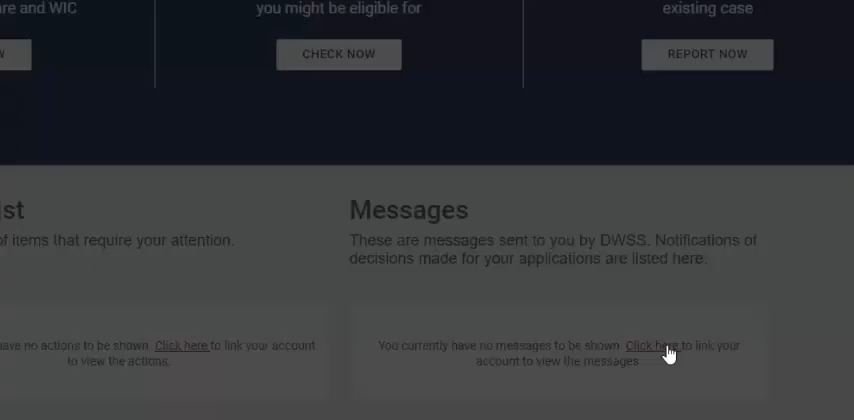 re and WIC
you might be eligible for
existing case
W
CHECK NOW
REPORT NOW
ist
of items that require your attention.
Messages
These are messages sent to you by DWSS. Notifications of
decisions made for your applications are listed here.
have no actions to be shown Click here to link your account
to view the actions.
You currently have no messages to be shown Click here to link your
account to view the messages